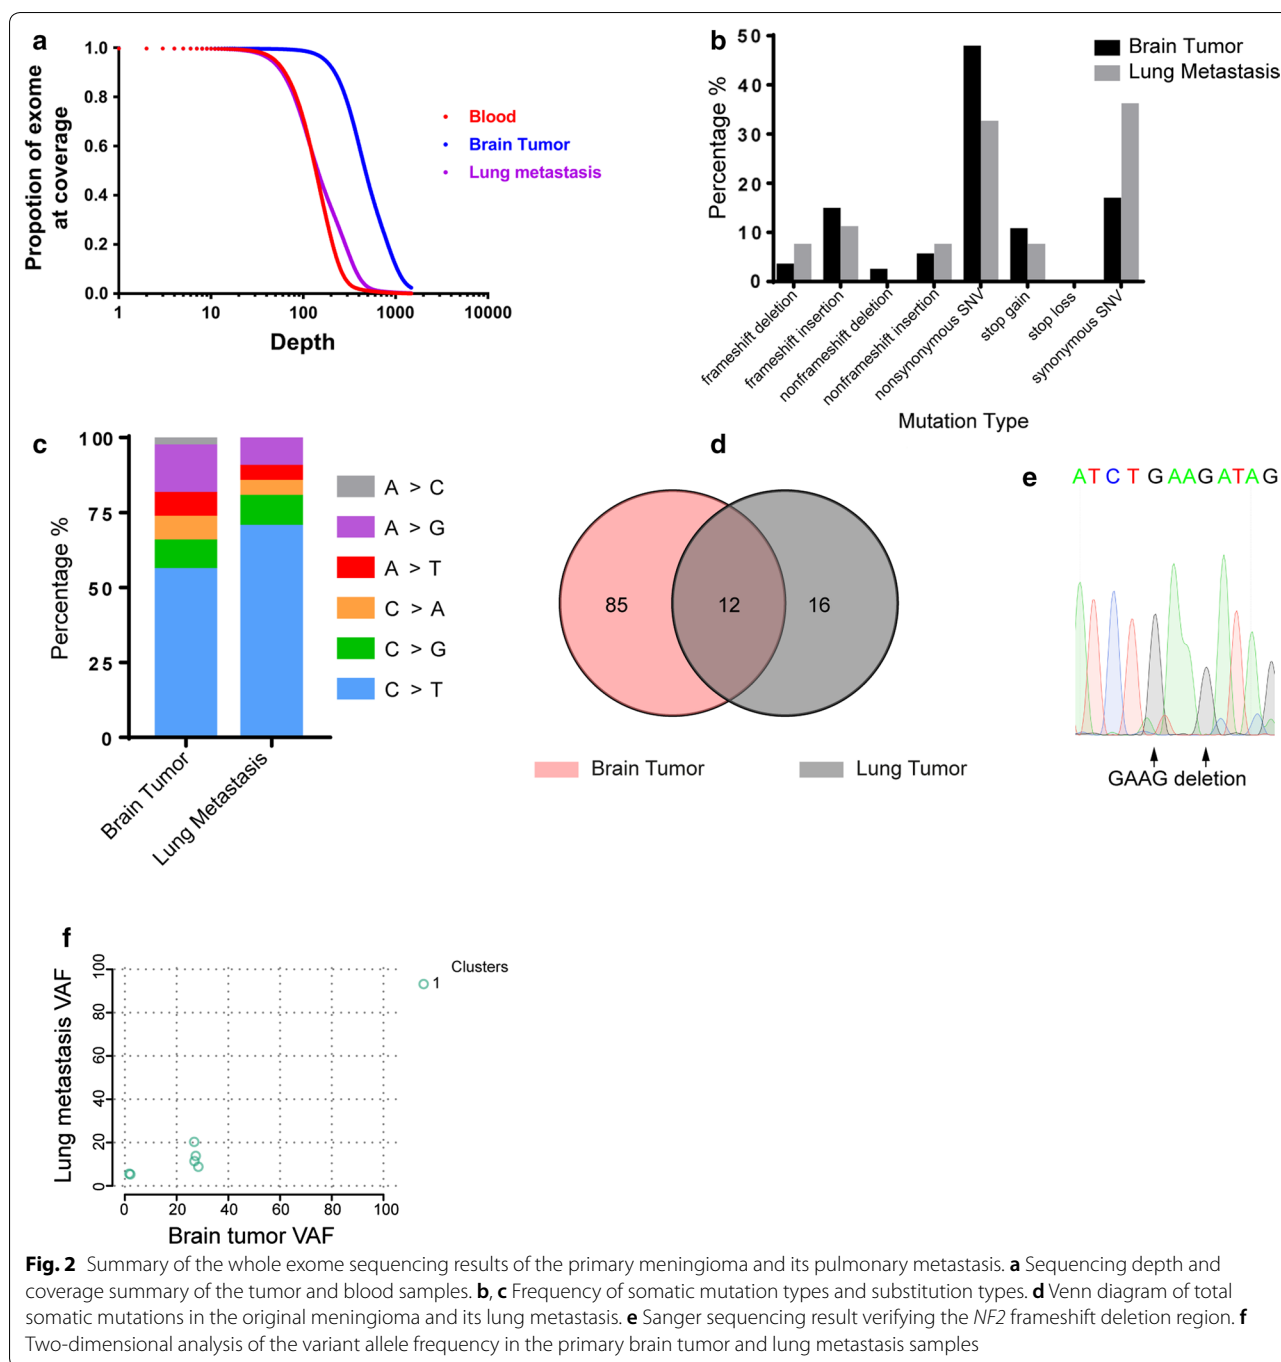 a
1.0
0.8
0.6
0.4
0.2
0.0
1 10 100 1000 10000
Propotion of exome
at coverage
Depth
Blood
Brain Tumor
Lung metastasis
b
50
40
30
20
10
0
Percentage %
Brain Tumor
Lung Metastasis
frameshift deletion
frameshift insertion
nonframeshift deletion
nonframeshift insertion
nonsynonymous SNV
stop gain
stop loss
synonymous SNV
Mutation Type
c
100
75
50
25
0
Percentage %
Brain Tumor
Lung Metastasis
A > C
A > G
A > T
C > A
C > G
C > T
d
85 12 16
Brain Tumor Lung Tumor
e
ATCTGAAGATAG
GAAG deletion
f
100
80
60
40
20
0
Lung metastasis VAF
0 20 40 60 80 100
Brain tumor VAF
Clusters
1
Fig. 2 Summary of the whole exome sequencing results of the primary meningioma and its pulmonary metastasis. a Sequencing depth and
coverage summary of the tumor and blood samples. b, c Frequency of somatic mutation types and substitution types. d Venn diagram of total
somatic mutations in the original meningioma and its lung metastasis. e Sanger sequencing result verifying the NF2 frameshift deletion region. f
Two-dimensional analysis of the variant allele frequency in the primary brain tumor and lung metastasis samples